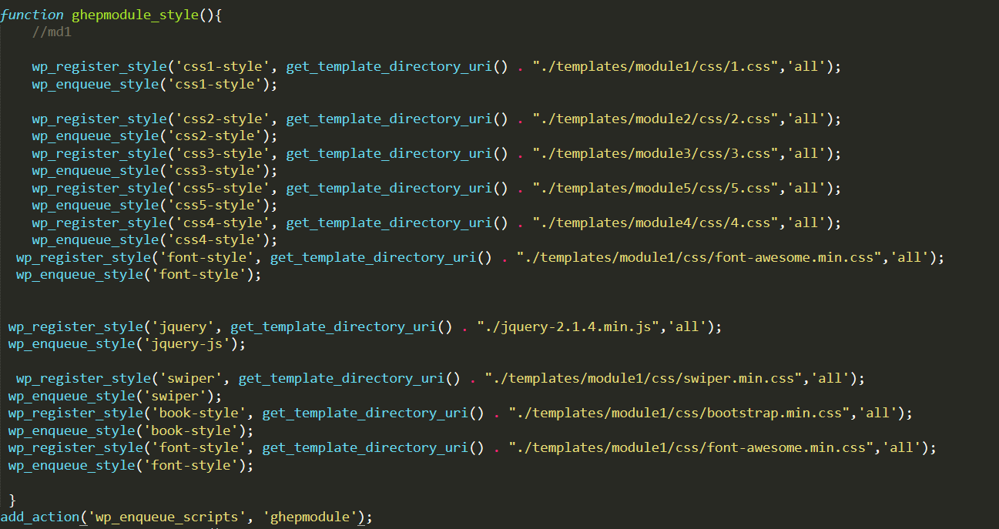 function ghepmodule_style(){
//md1
wp_register_style('css1-style', get_template_directory_uri() . "./templates/module1/css/1.css",'all');
wp_enqueue_style('css1-style');
wp_register_style('css2-style', get_template_directory_uri() . "./templates/module2/css/2.css",'all');
wp_enqueue_style('css2-style');
wp_register_style('css3-style', get_template_directory_uri() . "./templates/module3/css/3.css",'all');
wp_enqueue_style('css3-style');
wp_register_style('css5-style', get_template_directory_uri() . "./templates/module5/css/5.css",'all');
wp_enqueue_style('css5-style');
wp_register_style('css4-style', get_template_directory_uri() . "./templates/module4/css/4.css",'all');
wp_enqueue_style('css4-style');
wp_register_style('font-style', get_template_directory_uri() . "./templates/module1/css/font-awesome.min.css",'all');
wp_enqueue_style('font-style');
wp_register_style('jquery', get_template_directory_uri() . "./jquery-2.1.4.min.js",'all');
wp_enqueue_style('jquery-js');
wp_register_style('swiper', get_template_directory_uri() . "./templates/module1/css/swiper.min.css",'all');
wp_enqueue_style('swiper');
wp_register_style('book-style', get_template_directory_uri() . "./templates/module1/css/bootstrap.min.css",'all');
wp_enqueue_style('book-style');
wp_register_style('font-style', get_template_directory_uri() . "./templates/module1/css/font-awesome.min.css",'all');
wp_enqueue_style('font-style');
}
add_action('wp_enqueue_scripts', 'ghepmodule');